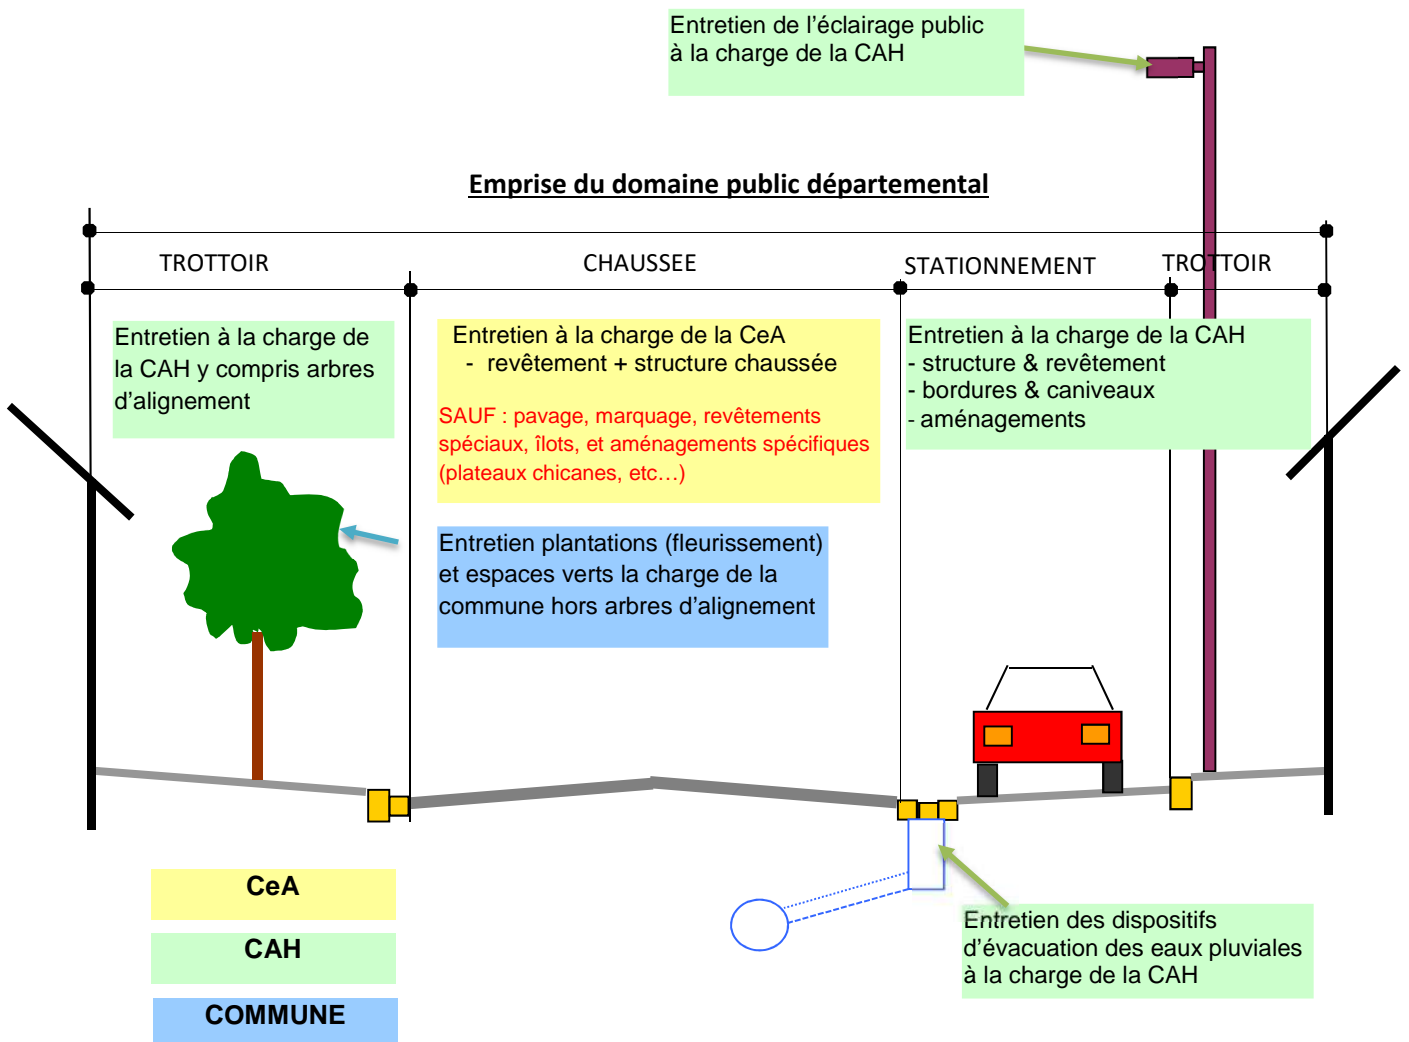 Entretien de l'éclairage public
à la charge de la CAH
Emprise du domaine public départemental
TROTTOIR
CHAUSSEE
STATIONNEMENT
TROTTOIR
Entretien à la charge de
la CAH y compris arbres
d'alignement
Entretien à la charge de la CeA
- revêtement + structure chaussée
SAUF : pavage, marquage, revêtements
spéciaux, îlots, et aménagements spécifiques
(plateaux chicanes, etc…)
Entretien à la charge de la CAH
- structure & revêtement
- bordures & caniveaux
- aménagements
Entretien plantations (fleurissement)
et espaces verts la charge de la
commune hors arbres d'alignement
CeA
CAH
COMMUNE
Entretien des dispositifs
d'évacuation des eaux pluviales
à la charge de la CAH